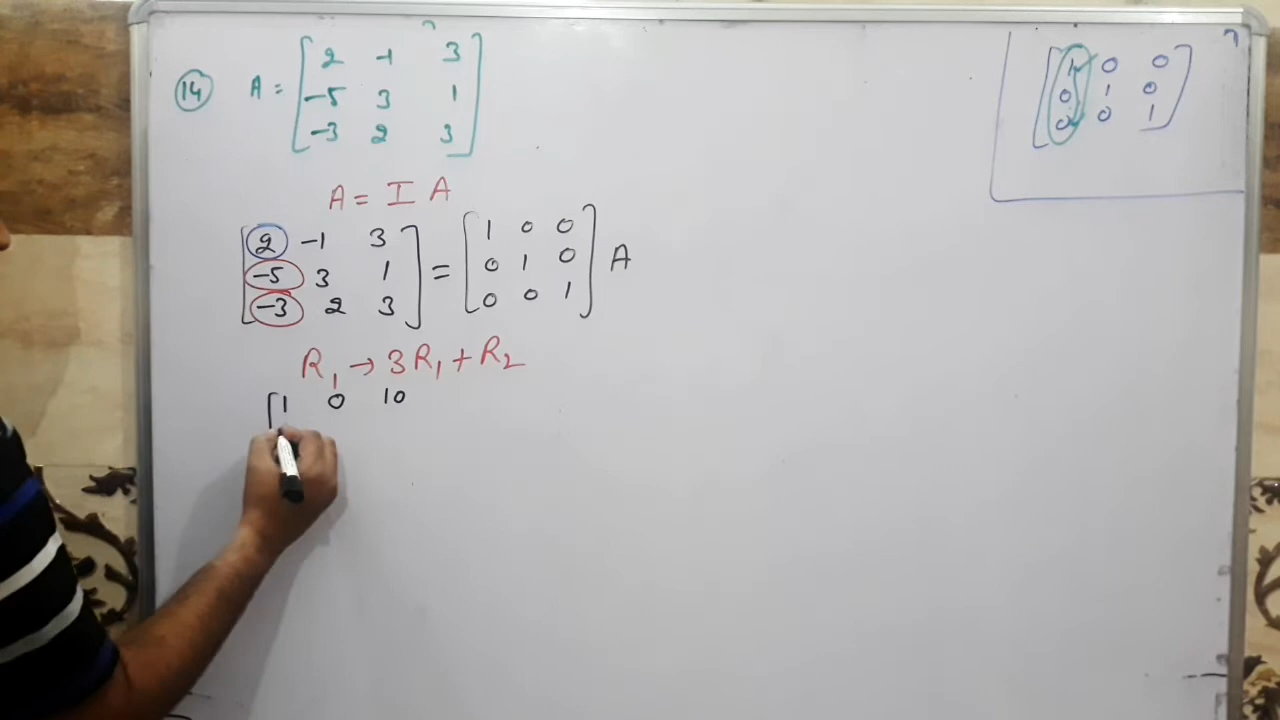 14 A = [ 2 -1 3
-5 3 1
-3 2 3 ]
[ 1 0 0
0 1 0
0 0 1 ]
A = I A
[ 2 -1 3 ] = [ 1 0 0 ] A
-5 3 1 0 1 0
-3 2 3 0 0 1
R₁ → 3 R₁ + R₂
[ 1 0 10